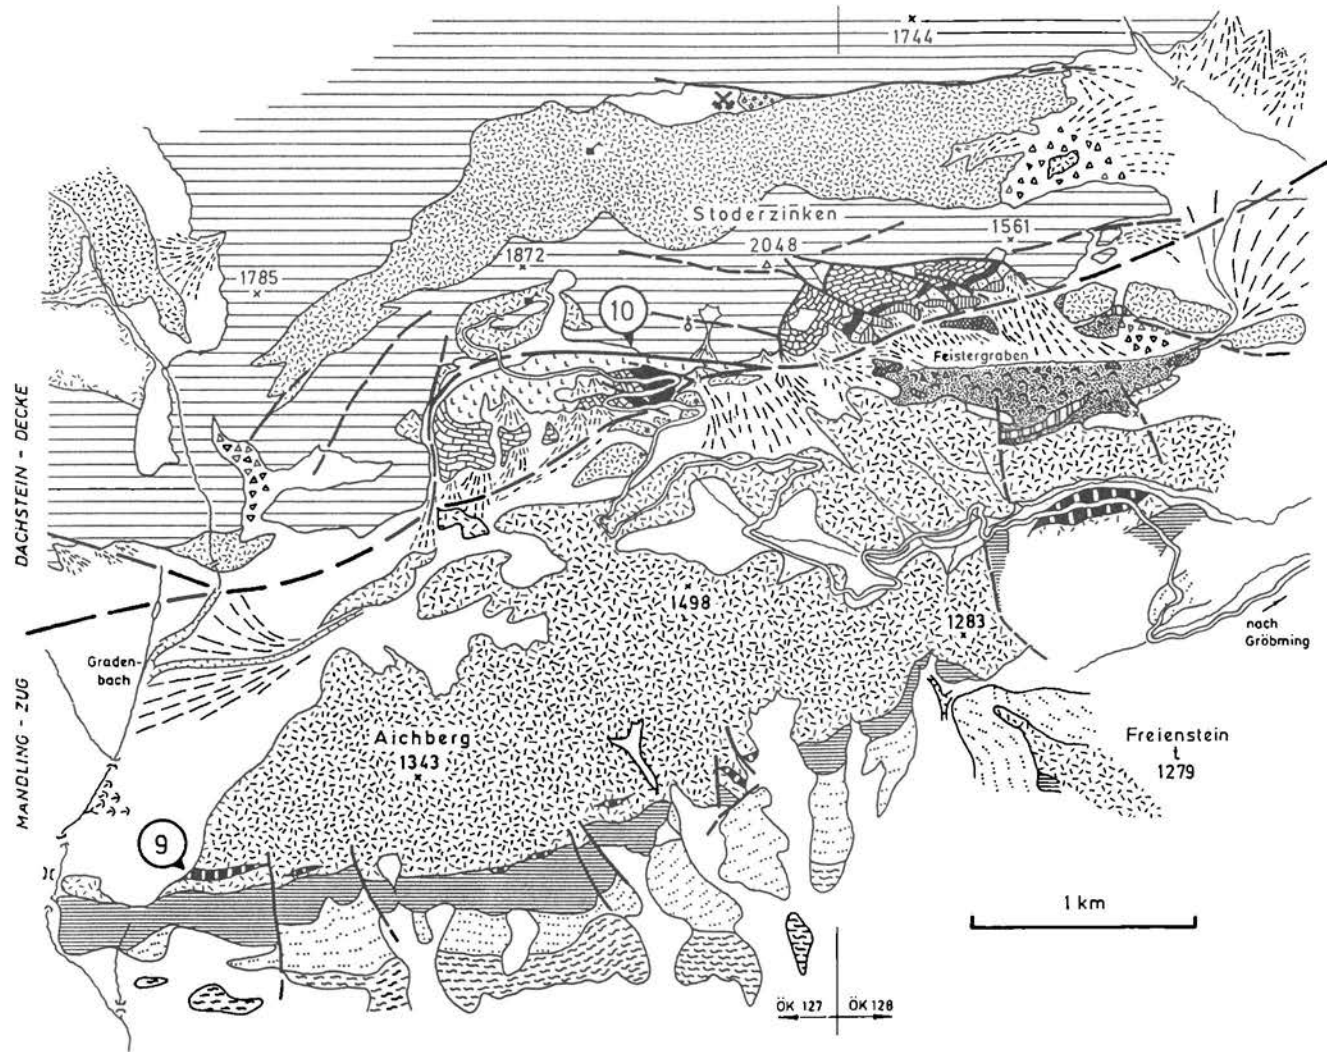 1744
Stoderzinken
1561
2048
1872
1785
10
Feistergraben
DACHSTEIN - DECKE
1498
1283
nach
Gröbming
Graden-
bach
MANDLING - ZUG
Aichberg
1343
Freienstein
1279
9
1 km
ÖK 127
ÖK 128